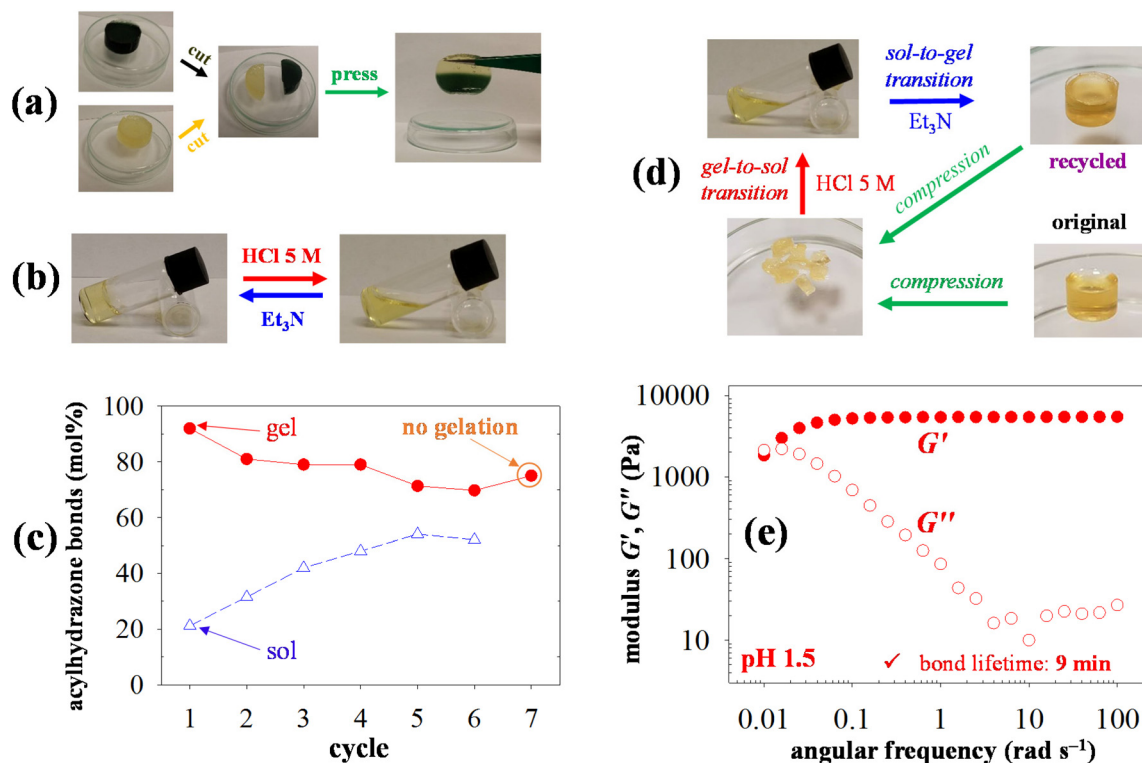 (a)
cut
cut
press
(b)
HCl 5 M
Et₃N
(c)
acylhydrazone bonds (mol%)
100
80
60
40
20
0
gel
no gelation
sol
1 2 3 4 5 6 7
cycle
(d)
sol-to-gel
transition
Et₃N
recycled
gel-to-sol
transition
HCl 5 M
compression
original
compression
(e)
modulus G′, G″ (Pa)
10000
1000
100
10
G′
G″
pH 1.5
✓ bond lifetime: 9 min
0.01 0.1 1 10 100
angular frequency (rad s⁻¹)